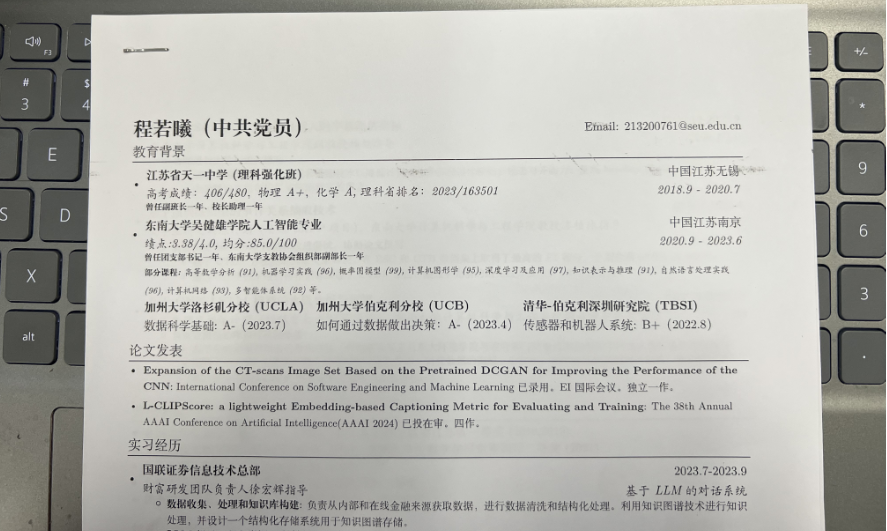 程若曦（中共党员）
Email: 213200761@seu.edu.cn
教育背景
江苏省天一中学 (理科强化班)
中国江苏无锡
高考成绩：406/480，物理 A+，化学 A, 理科省排名：2023/163501
2018.9 - 2020.7
曾任副班长一年、校长助理一年
东南大学吴健雄学院人工智能专业
中国江苏南京
绩点:3.38/4.0, 均分:85.0/100
2020.9 - 2023.6
曾任团支部书记一年、东南大学支教协会组织部副部长一年
部分课程：高等数学分析 (91), 机器学习实践 (96), 概率图模型 (99), 计算机图形学 (95), 深度学习及应用 (97), 知识表示与推理 (91), 自然语言处理实践
(96), 计算机网络 (93), 多智能体系统 (92) 等。
加州大学洛杉矶分校 (UCLA) 加州大学伯克利分校 (UCB) 清华-伯克利深圳研究院 (TBSI)
数据科学基础: A-（2023.7） 如何通过数据做出决策: A-（2023.4） 传感器和机器人系统: B+（2022.8）
论文发表
• Expansion of the CT-scans Image Set Based on the Pretrained DCGAN for Improving the Performance of the
CNN: International Conference on Software Engineering and Machine Learning 已录用。EI 国际会议。独立一作。
• L-CLIPScore: a lightweight Embedding-based Captioning Metric for Evaluating and Training: The 38th Annual
AAAI Conference on Artificial Intelligence(AAAI 2024) 已投在审。四作。
实习经历
国联证券信息技术总部
2023.7-2023.9
财富研发团队负责人徐宏辉指导
基于 LLM 的对话系统
数据收集、处理和知识库构建：负责从内部和在线金融来源获取数据，进行数据清洗和结构化处理。利用知识图谱技术进行知识
处理，并设计一个结构化存储系统用于知识图谱存储。
F3
#
3
$
4
E
S
D
X
alt
+/-
*
9
6
3
.